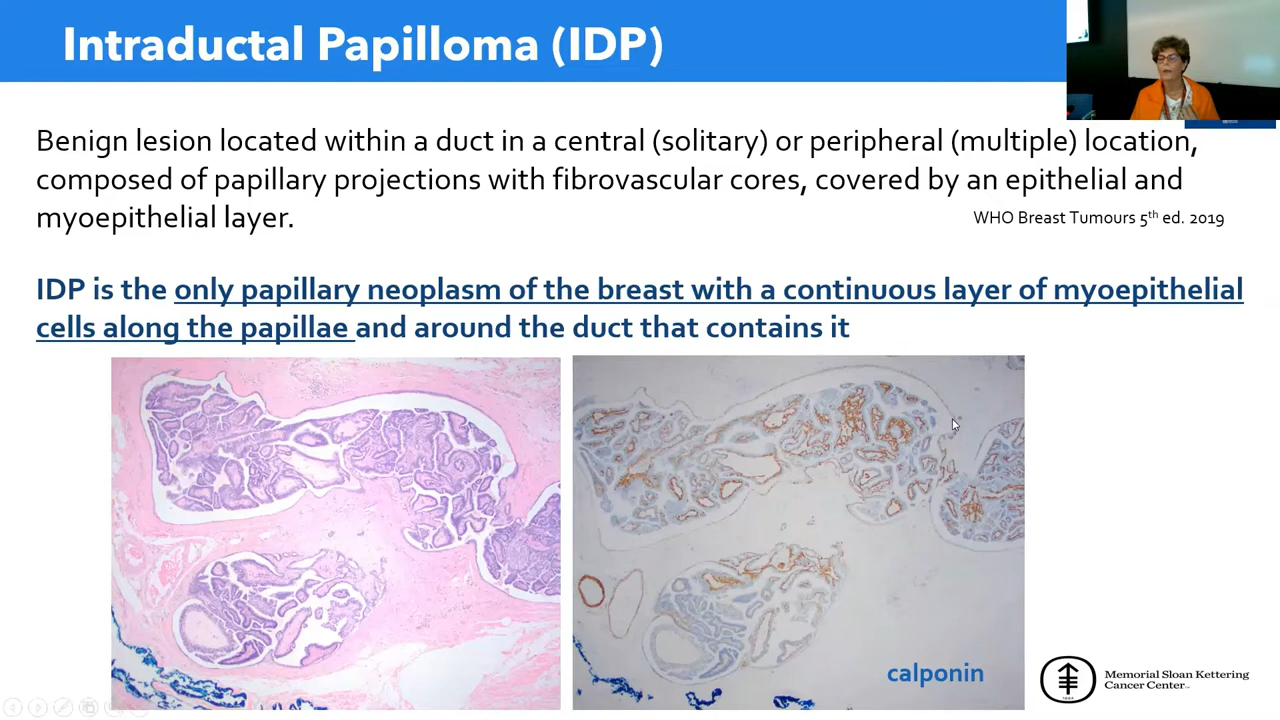 Intraductal Papilloma (IDP)
Benign lesion located within a duct in a central (solitary) or peripheral (multiple) location,
composed of papillary projections with fibrovascular cores, covered by an epithelial and
myoepithelial layer.
WHO Breast Tumours 5th ed. 2019
IDP is the only papillary neoplasm of the breast with a continuous layer of myoepithelial
cells along the papillae and around the duct that contains it
calponin
Memorial Sloan Kettering
Cancer Center